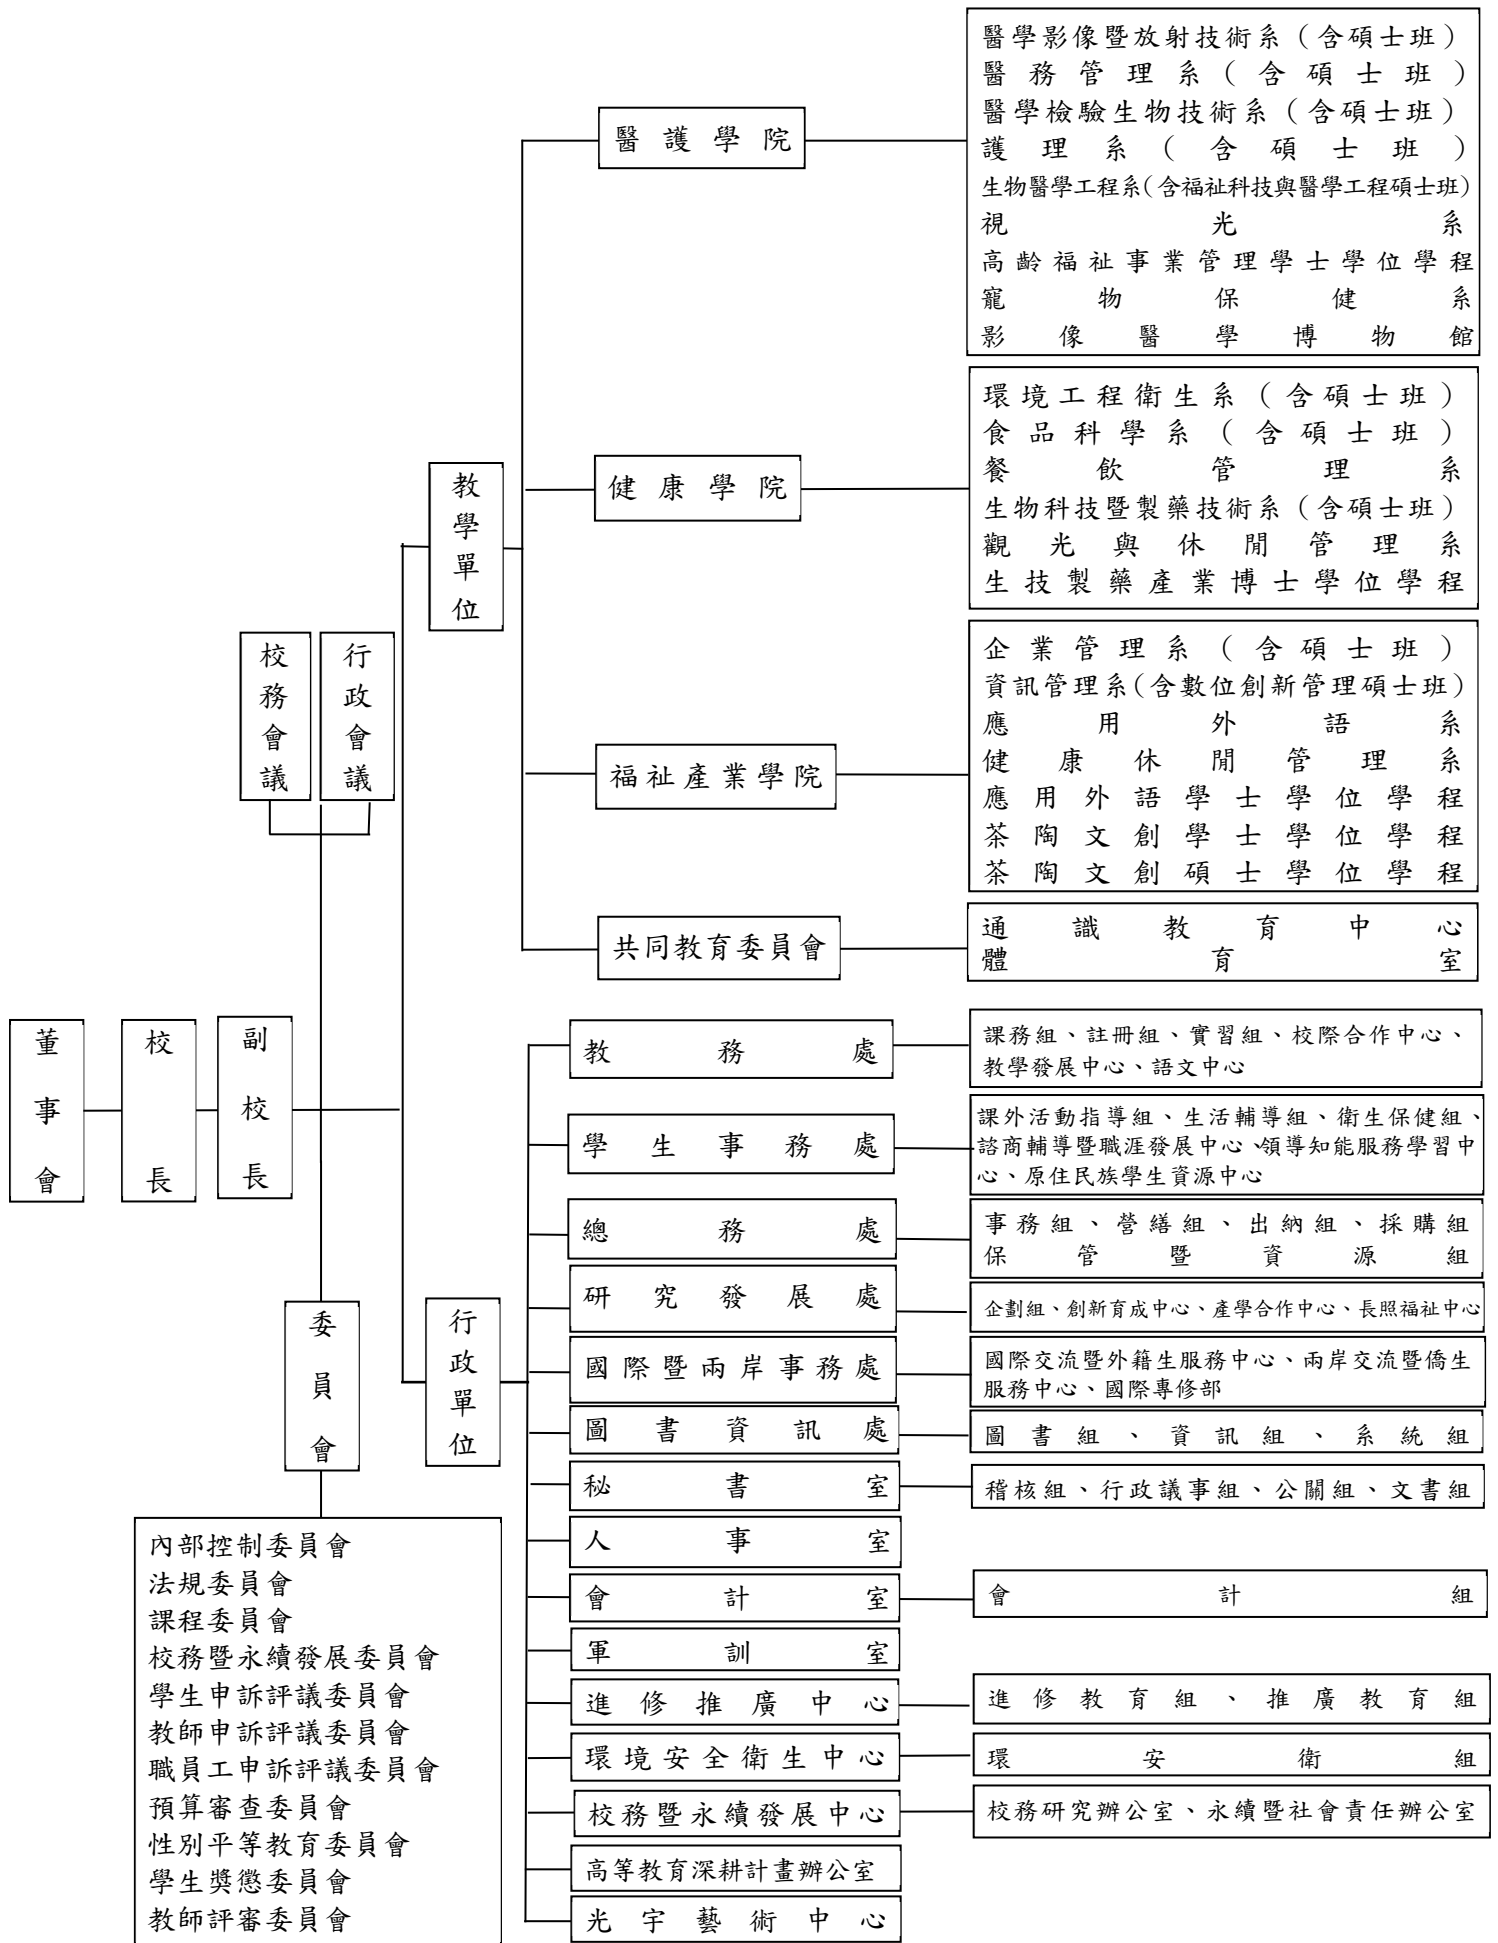 醫學影像暨放射技術系（含碩士班）
醫務管理系（含碩士班）
醫學檢驗生物技術系（含碩士班）
護理系（含碩士班）
生物醫學工程系(含福祉科技與醫學工程碩士班)
視光系
高齡福祉事業管理學士學位學程
寵物保健系
影像醫學博物館
醫護學院
環境工程衛生系（含碩士班）
食品科學系（含碩士班）
餐飲管理系
生物科技暨製藥技術系（含碩士班）
觀光與休閒管理系
生技製藥產業博士學位學程
健康學院
教學單位
企業管理系（含碩士班）
資訊管理系(含數位創新管理碩士班)
應用外語系
健康休閒管理系
應用外語學士學位學程
茶陶文創學士學位學程
茶陶文創碩士學位學程
福祉產業學院
校務會議
行政會議
通識教育中心
體育室
共同教育委員會
董事會
校長
副校長
教務處
課務組、註冊組、實習組、校際合作中心、
教學發展中心、語文中心
學生事務處
課外活動指導組、生活輔導組、衛生保健組、
諮商輔導暨職涯發展中心、領導知能服務學習中
心、原住民族學生資源中心
總務處
事務組、營繕組、出納組、採購組
保管暨資源組
研究發展處
企劃組、創新育成中心、產學合作中心、長照福祉中心
委員會
行政單位
國際暨兩岸事務處
國際交流暨外籍生服務中心、兩岸交流暨僑生
服務中心、國際專修部
圖書資訊處
圖書組、資訊組、系統組
秘書室
稽核組、行政議事組、公關組、文書組
人事室
會計室
會計組
軍訓室
進修推廣中心
進修教育組、推廣教育組
環境安全衛生中心
環安衛組
校務暨永續發展中心
校務研究辦公室、永續暨社會責任辦公室
高等教育深耕計畫辦公室
光宇藝術中心
內部控制委員會
法規委員會
課程委員會
校務暨永續發展委員會
學生申訴評議委員會
教師申訴評議委員會
職員工申訴評議委員會
預算審查委員會
性別平等教育委員會
學生獎懲委員會
教師評審委員會